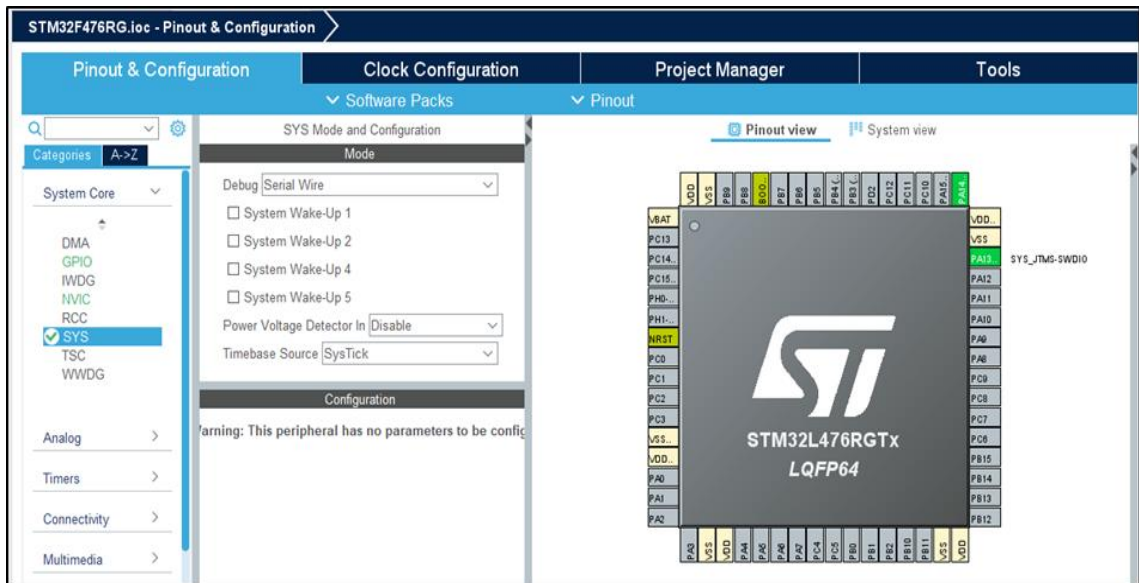 STM32F476RG.ioc - Pinout & Configuration
Pinout & Configuration
Clock Configuration
Project Manager
Tools
Software Packs
Pinout
Categories
A->Z
System Core
DMA
GPIO
IWDG
NVIC
RCC
SYS
TSC
WWDG
Analog
Timers
Connectivity
Multimedia
SYS Mode and Configuration
Mode
Debug Serial Wire
System Wake-Up 1
System Wake-Up 2
System Wake-Up 4
System Wake-Up 5
Power Voltage Detector In Disable
Timebase Source SysTick
Configuration
Warning: This peripheral has no parameters to be config
Pinout view
System view
VDD
VSS
PB9
PB8
BOO..
PB7
PB6
PB5
PB4 (..
PB3 (..
PD2
PC12
PC11
PC10
PA15..
PA14..
VBAT
PC13
PC14..
PC15..
PH0-..
PH1-..
NRST
PC0
PC1
PC2
PC3
VSS..
VDD..
PA0
PA1
PA2
ST
STM32L476RGTx
LQFP64
VDD..
VSS
PA13..
SYS_JTMS-SWDIO
PA12
PA11
PA10
PA9
PA8
PC9
PC8
PC7
PC6
PB15
PB14
PB13
PB12
PA3
VSS
VDD
PA4
PA5
PA6
PA7
PC4
PC5
PB0
PB1
PB2
PB10
PB11
VSS
VDD